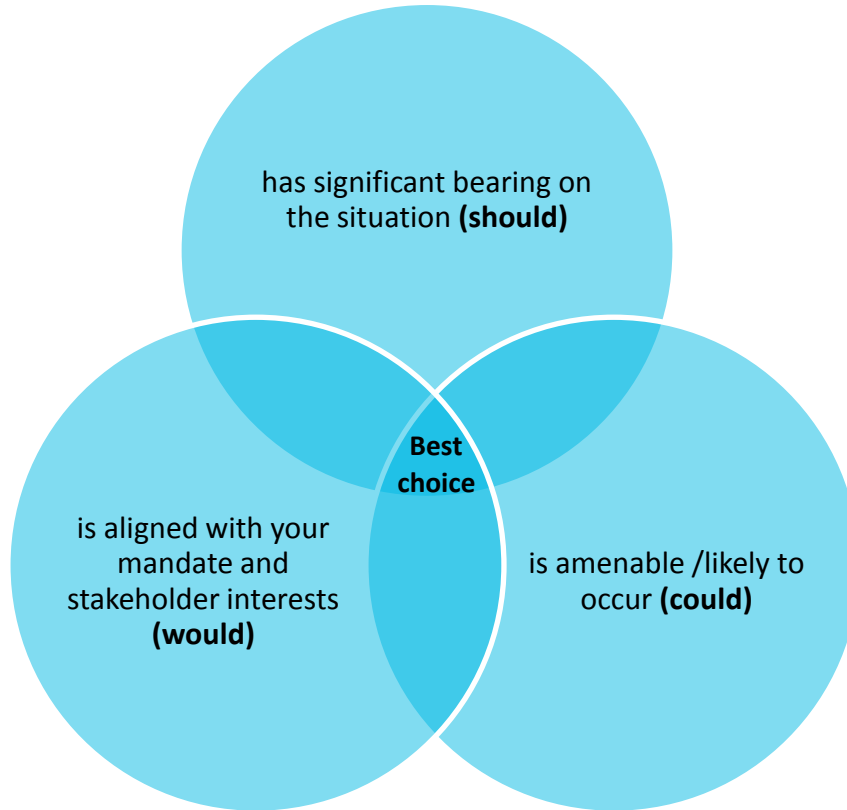 has significant bearing on
the situation (should)
Best
choice
is aligned with your
mandate and
stakeholder interests
(would)
is amenable /likely to
occur (could)